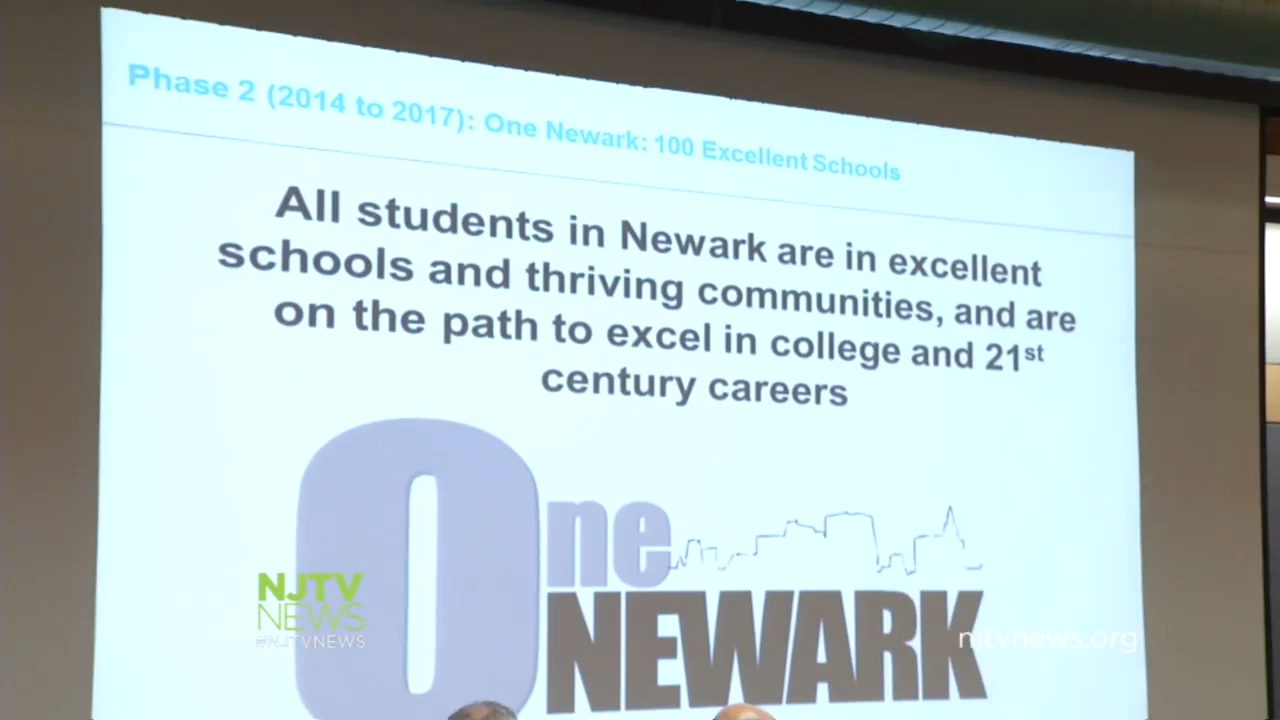 Phase 2 (2014 to 2017): One Newark: 100 Excellent Schools
All students in Newark are in excellent
schools and thriving communities, and are
on the path to excel in college and 21st
century careers
One
NEWARK
NJTV
NEWS
#NJTVNEWS
njtvnews.org